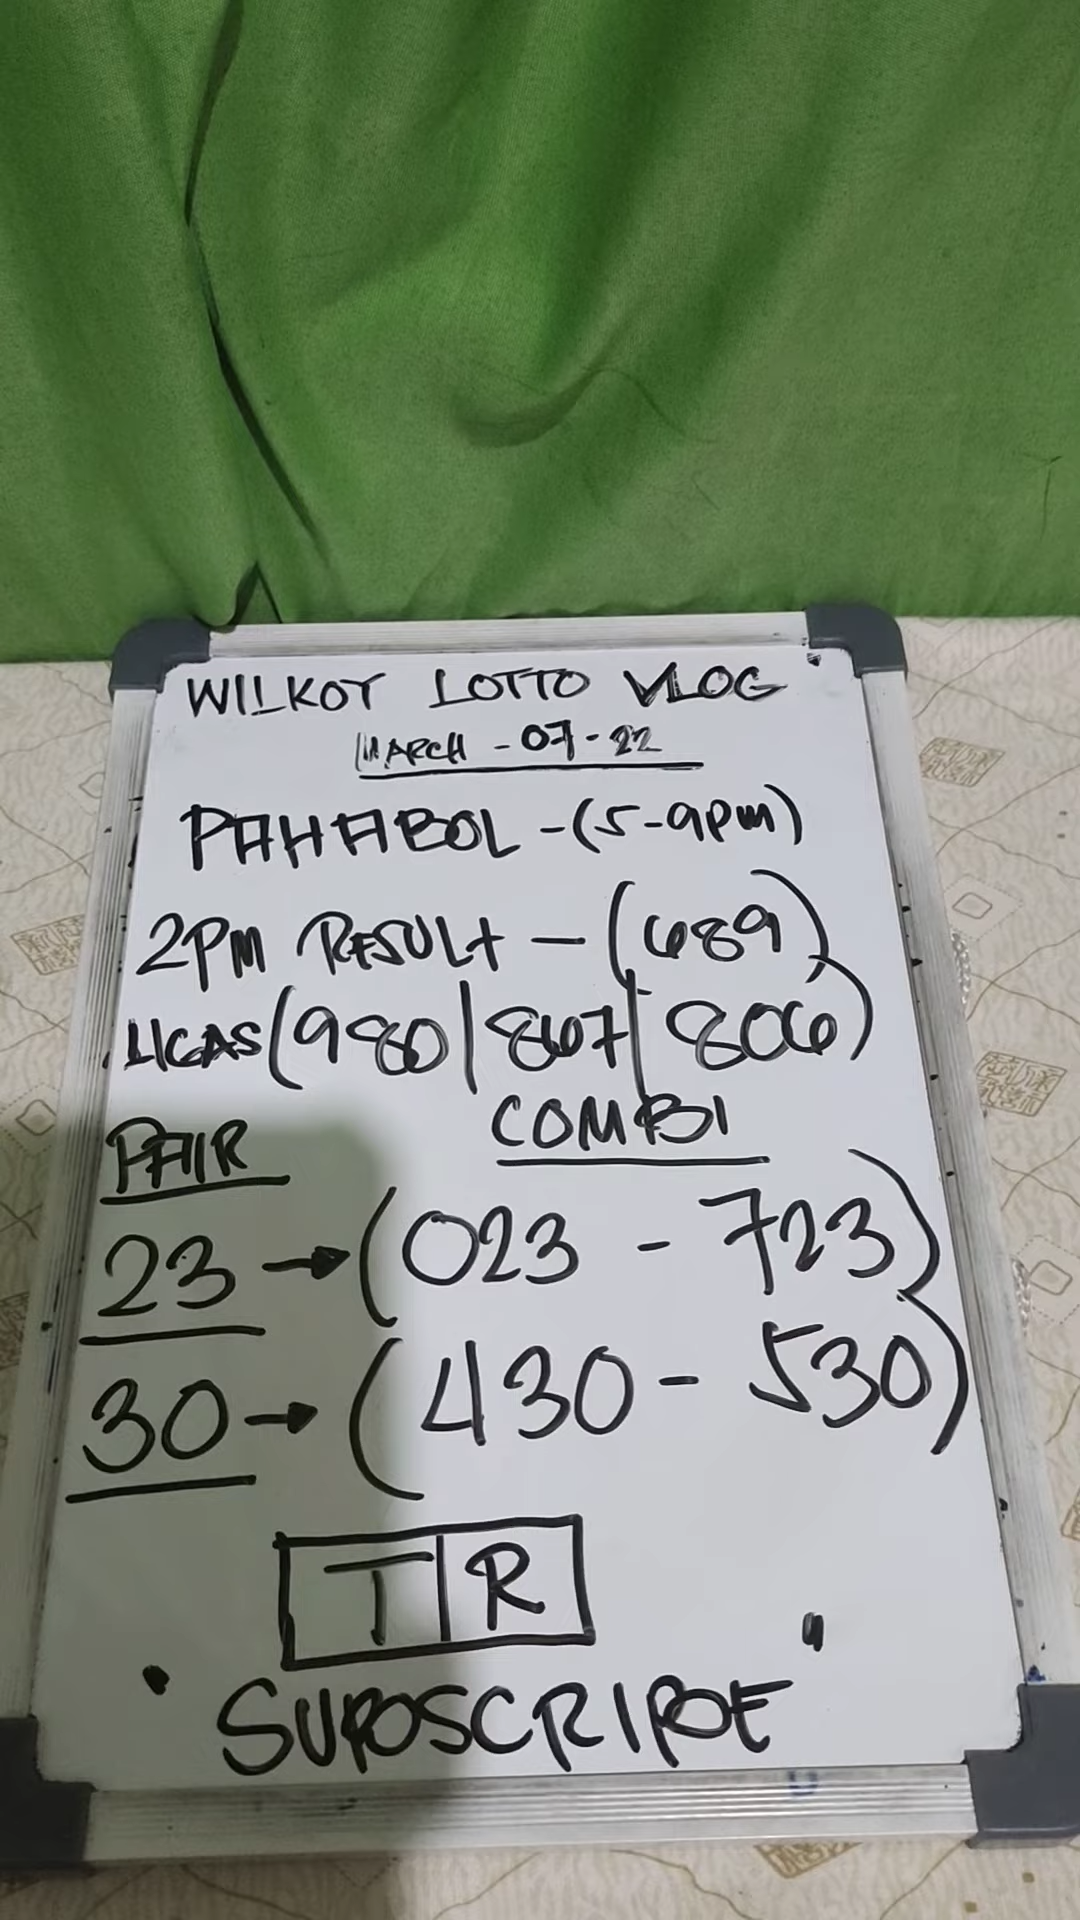 WILKOY LOTTO VLOG
MARCH - 07 - 22
PAHABOL - (5-9PM)
2PM RESULT - (689)
LIGAS (980 | 867 | 806)
PAIR COMBI
23 → (023 - 723)
30 → (430 - 530)
T R
"SUBSCRIBE"